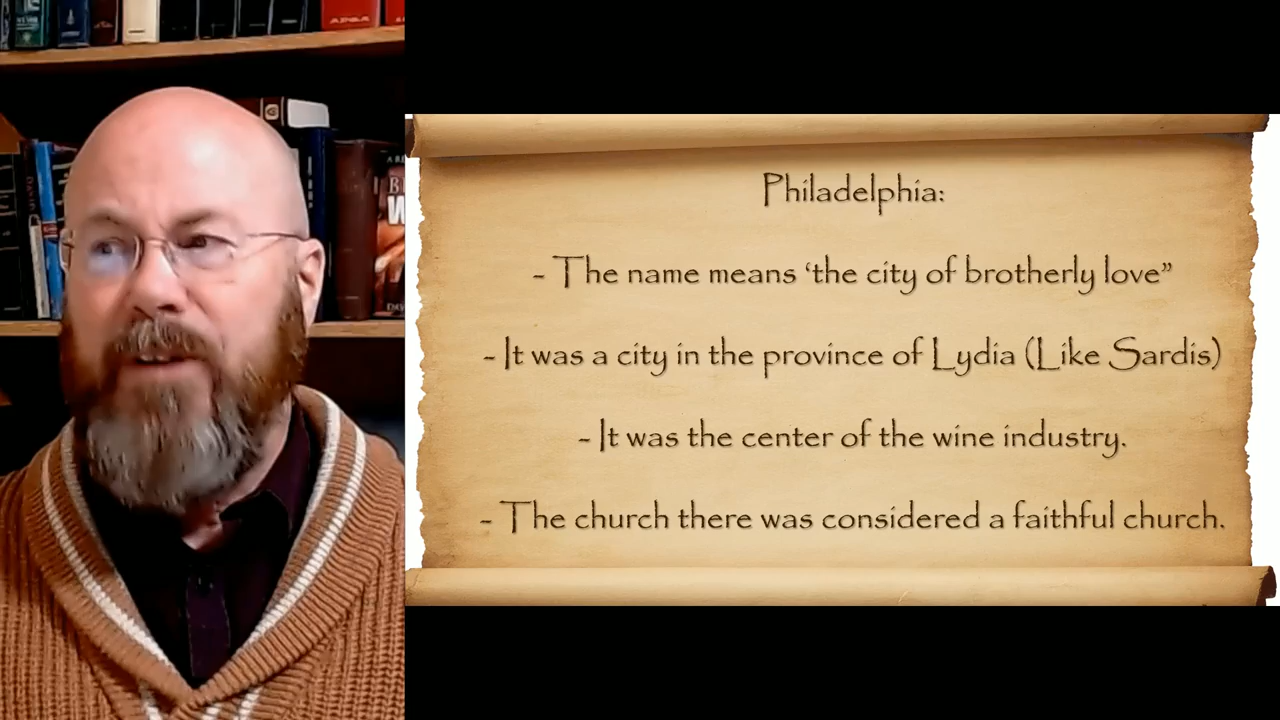 Philadelphia:
- The name means ‘the city of brotherly love”
- It was a city in the province of Lydia (Like Sardis)
- It was the center of the wine industry.
- The church there was considered a faithful church.